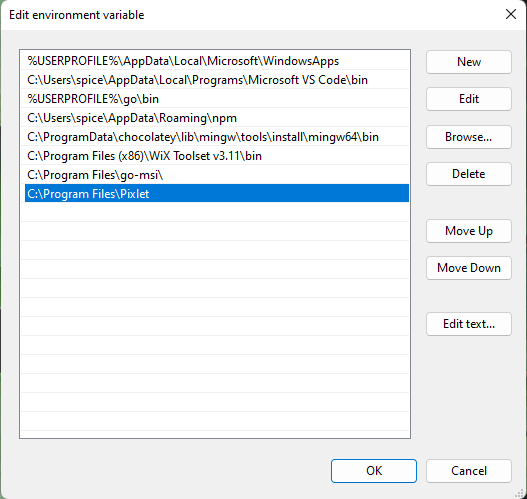 Edit environment variable
%USERPROFILE%\AppData\Local\Microsoft\WindowsApps
C:\Users\spice\AppData\Local\Programs\Microsoft VS Code\bin
%USERPROFILE%\go\bin
C:\Users\spice\AppData\Roaming\npm
C:\ProgramData\chocolatey\lib\mingw\tools\install\mingw64\bin
C:\Program Files (x86)\WiX Toolset v3.11\bin
C:\Program Files\go-msi\
C:\Program Files\Pixlet
New
Edit
Browse...
Delete
Move Up
Move Down
Edit text...
OK
Cancel